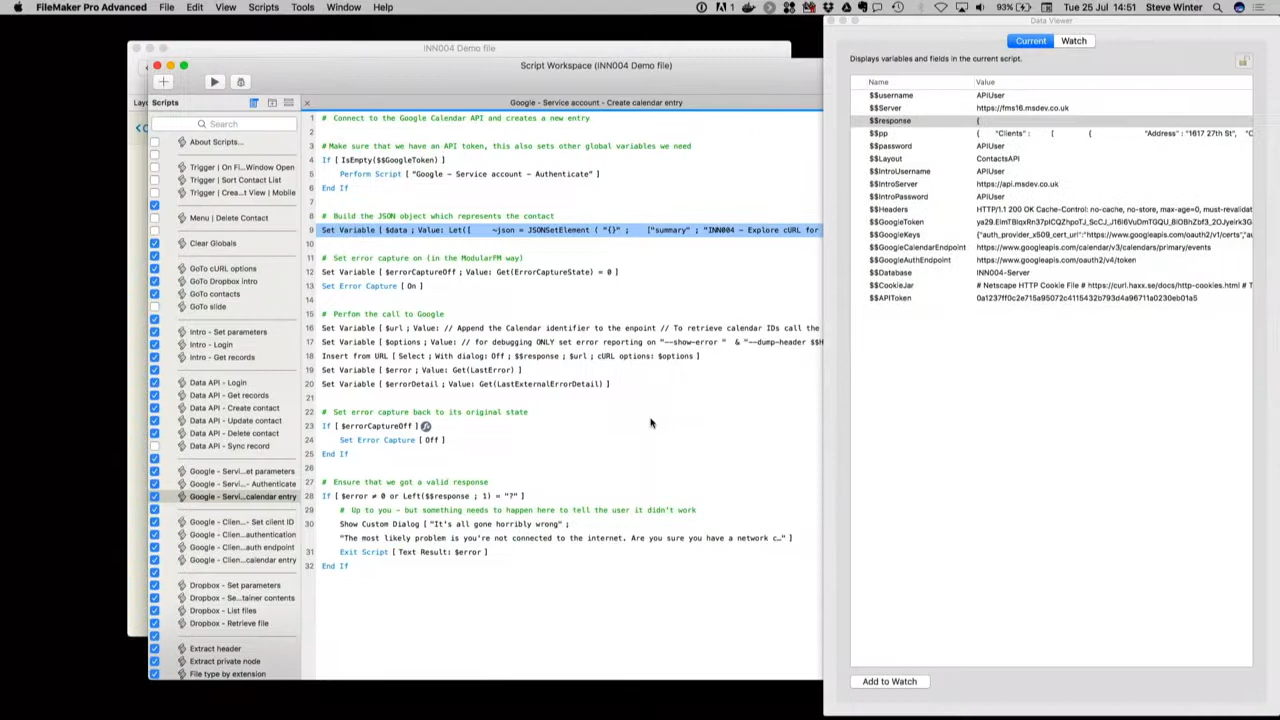 FileMaker Pro Advanced File Edit View Scripts Tools Window Help
1 93% Tue 25 Jul 14:51 Steve Winter
Data Viewer
INN004 Demo file
Script Workspace (INN004 Demo file)
Scripts
Google - Service account - Create calendar entry
Search
About Scripts...
Trigger | On Fi...Window Open
Trigger | Sort Contact List
Trigger | Crea...t View | Mobile
Menu | Delete Contact
Clear Globals
GoTo cURL options
GoTo Dropbox intro
GoTo contacts
GoTo slide
Intro - Set parameters
Intro - Login
Intro - Get records
Data API - Login
Data API - Get records
Data API - Create contact
Data API - Update contact
Data API - Delete contact
Data API - Sync record
Google - Servi...et parameters
Google - Servi...- Authenticate
Google - Servi...calendar entry
Google - Clien...- Set client ID
Google - Clien...authentication
Google - Clien...auth endpoint
Google - Clien...calendar entry
Dropbox - Set parameters
Dropbox - Se...tainer contents
Dropbox - List files
Dropbox - Retrieve file
Extract header
Extract private node
File type by extension
1 # Connect to the Google Calendar API and creates a new entry
2
3 # Make sure that we have an API token, this also sets other global variables we need
4 If [ IsEmpty($$GoogleToken) ]
5 Perform Script [ "Google - Service account - Authenticate" ]
6 End If
7
8 # Build the JSON object which represents the contact
9 Set Variable [ $data ; Value: Let([ ~json = JSONSetElement ( "{}" ; ["summary" ; "INN004 - Explore cURL for
10
11 # Set error capture on (in the ModularFM way)
12 Set Variable [ $errorCaptureOff ; Value: Get(ErrorCaptureState) = 0 ]
13 Set Error Capture [ On ]
14
15 # Perfom the call to Google
16 Set Variable [ $url ; Value: // Append the Calendar identifier to the enpoint // To retrieve calendar IDs call the
17 Set Variable [ $options ; Value: // for debugging ONLY set error reporting on "--show-error " & "--dump-header $$H
18 Insert from URL [ Select ; With dialog: Off ; $$response ; $url ; cURL options: $options ]
19 Set Variable [ $error ; Value: Get(LastError) ]
20 Set Variable [ $errorDetail ; Value: Get(LastExternalErrorDetail) ]
21
22 # Set error capture back to its original state
23 If [ $errorCaptureOff ]
24 Set Error Capture [ Off ]
25 End If
26
27 # Ensure that we got a valid response
28 If [ $error ≠ 0 or Left($$response ; 1) = "?" ]
29 # Up to you - but something needs to happen here to tell the user it didn't work
30 Show Custom Dialog [ "It's all gone horribly wrong" ;
"The most likely problem is you're not connected to the internet. Are you sure you have a network c…" ]
31 Exit Script [ Text Result: $error ]
32 End If
Current Watch
Displays variables and fields in the current script.
Name Value
$$username APIUser
$$Server https://fms16.msdev.co.uk
$$response {
$$pp { "Clients" : [ { "Address" : "1617 27th St",
$$password APIUser
$$Layout ContactsAPI
$$IntroUsername APIUser
$$IntroServer https://api.msdev.co.uk
$$IntroPassword APIUser
$$Headers HTTP/1.1 200 OK Cache-Control: no-cache, no-store, max-age=0, must-revalidat
$$GoogleToken
$$GoogleKeys {"auth_provider_x509_cert_url":"https://www.googleapis.com/oauth2/v1/certs","a
$$GoogleCalendarEndpoint https://www.googleapis.com/calendar/v3/calendars/primary/events
$$GoogleAuthEndpoint https://www.googleapis.com/oauth2/v4/token
$$Database INN004-Server
$$CookieJar # Netscape HTTP Cookie File # https://curl.haxx.se/docs/http-cookies.html #
$$APIToken
Add to Watch